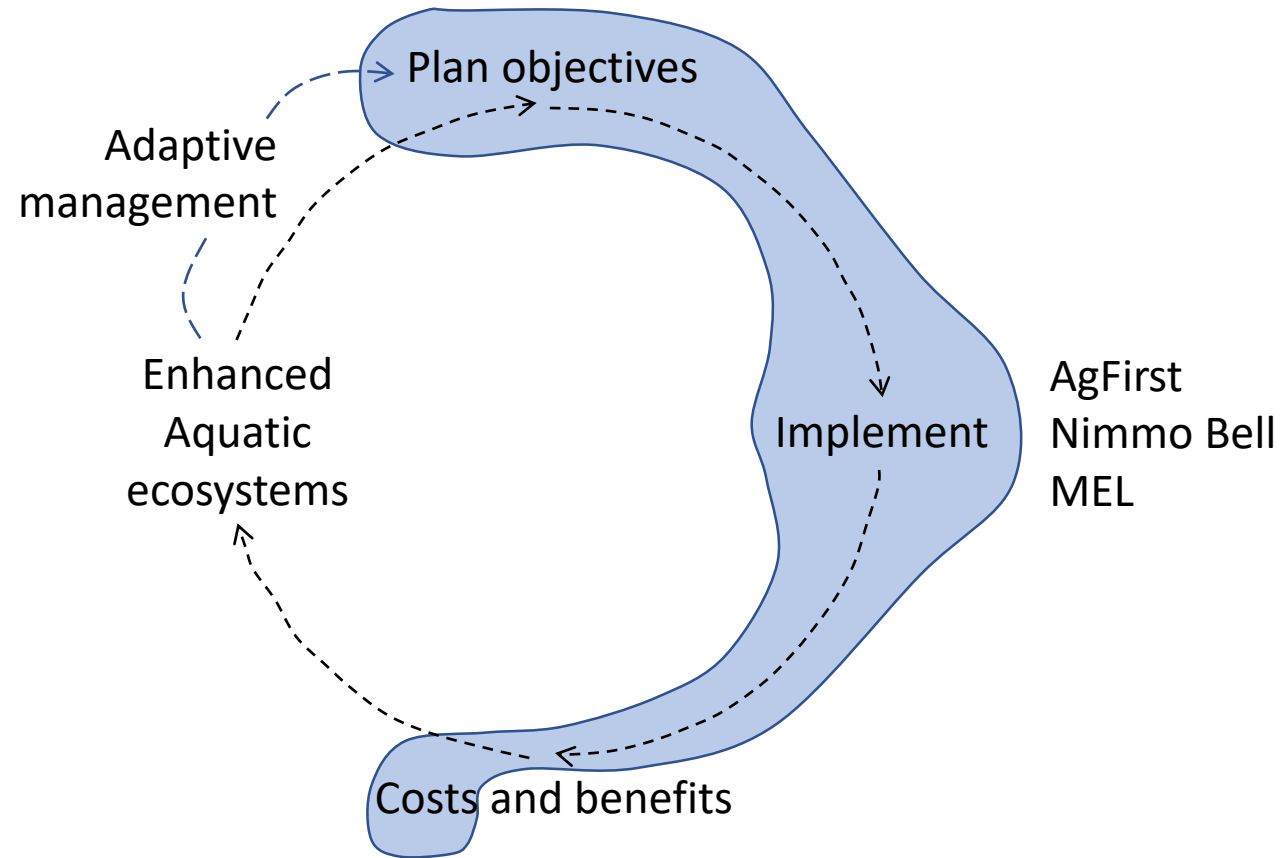 Plan objectives
Adaptive
management
Enhanced
Aquatic
ecosystems
Implement
AgFirst
Nimmo Bell
MEL
Costs and benefits